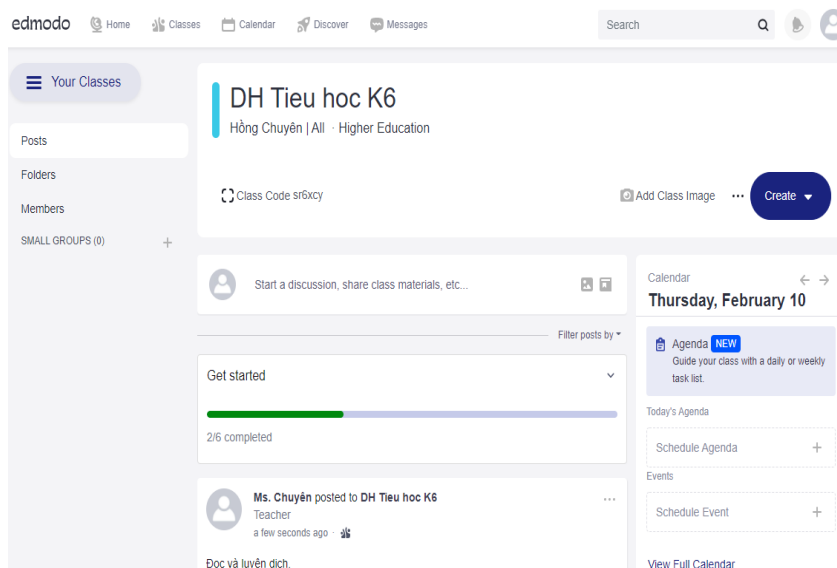 edmodo Home Classes Calendar Discover Messages Search
Your Classes
Posts
Folders
Members
SMALL GROUPS (0) +
DH Tieu hoc K6
Hồng Chuyên | All · Higher Education
Class Code sr6xcy
Add Class Image ... Create
Start a discussion, share class materials, etc...
Filter posts by
Get started
2/6 completed
Ms. Chuyên posted to DH Tieu hoc K6
Teacher
a few seconds ago ·
Đọc và luyện dịch.
Calendar
Thursday, February 10
Agenda NEW
Guide your class with a daily or weekly
task list.
Today's Agenda
Schedule Agenda +
Events
Schedule Event +
View Full Calendar